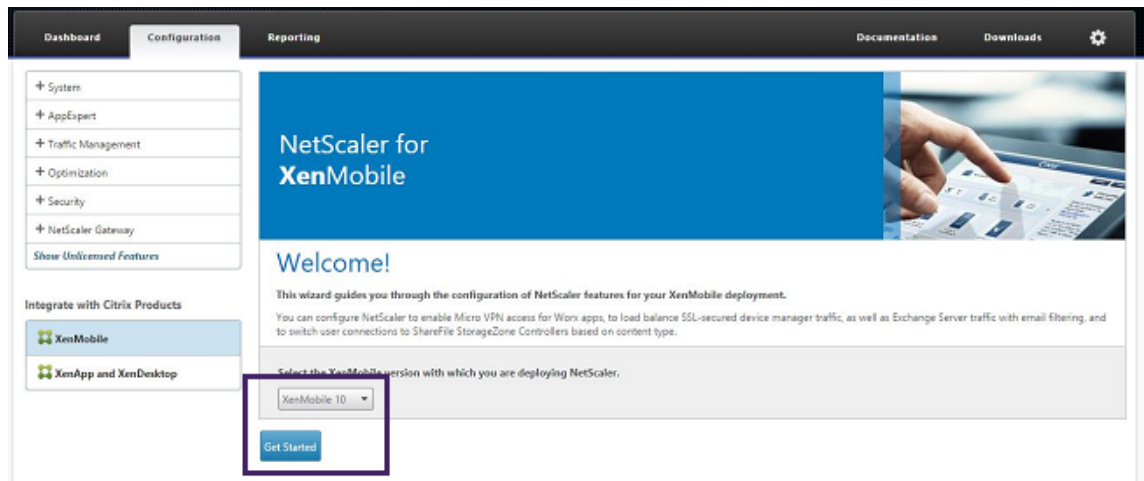 Dashboard
Configuration
Reporting
Documentation
Downloads
+ System
+ AppExpert
+ Traffic Management
+ Optimization
+ Security
+ NetScaler Gateway
Show Unlicensed Features
Integrate with Citrix Products
XenMobile
XenApp and XenDesktop
NetScaler for
XenMobile
Welcome!
This wizard guides you through the configuration of NetScaler features for your XenMobile deployment.
You can configure NetScaler to enable Micro VPN access for Worx apps, to load balance SSL-secured device manager traffic, as well as Exchange Server traffic with email filtering, and
to switch user connections to ShareFile StorageZone Controllers based on content type.
Select the XenMobile version with which you are deploying NetScaler.
XenMobile 10
Get Started